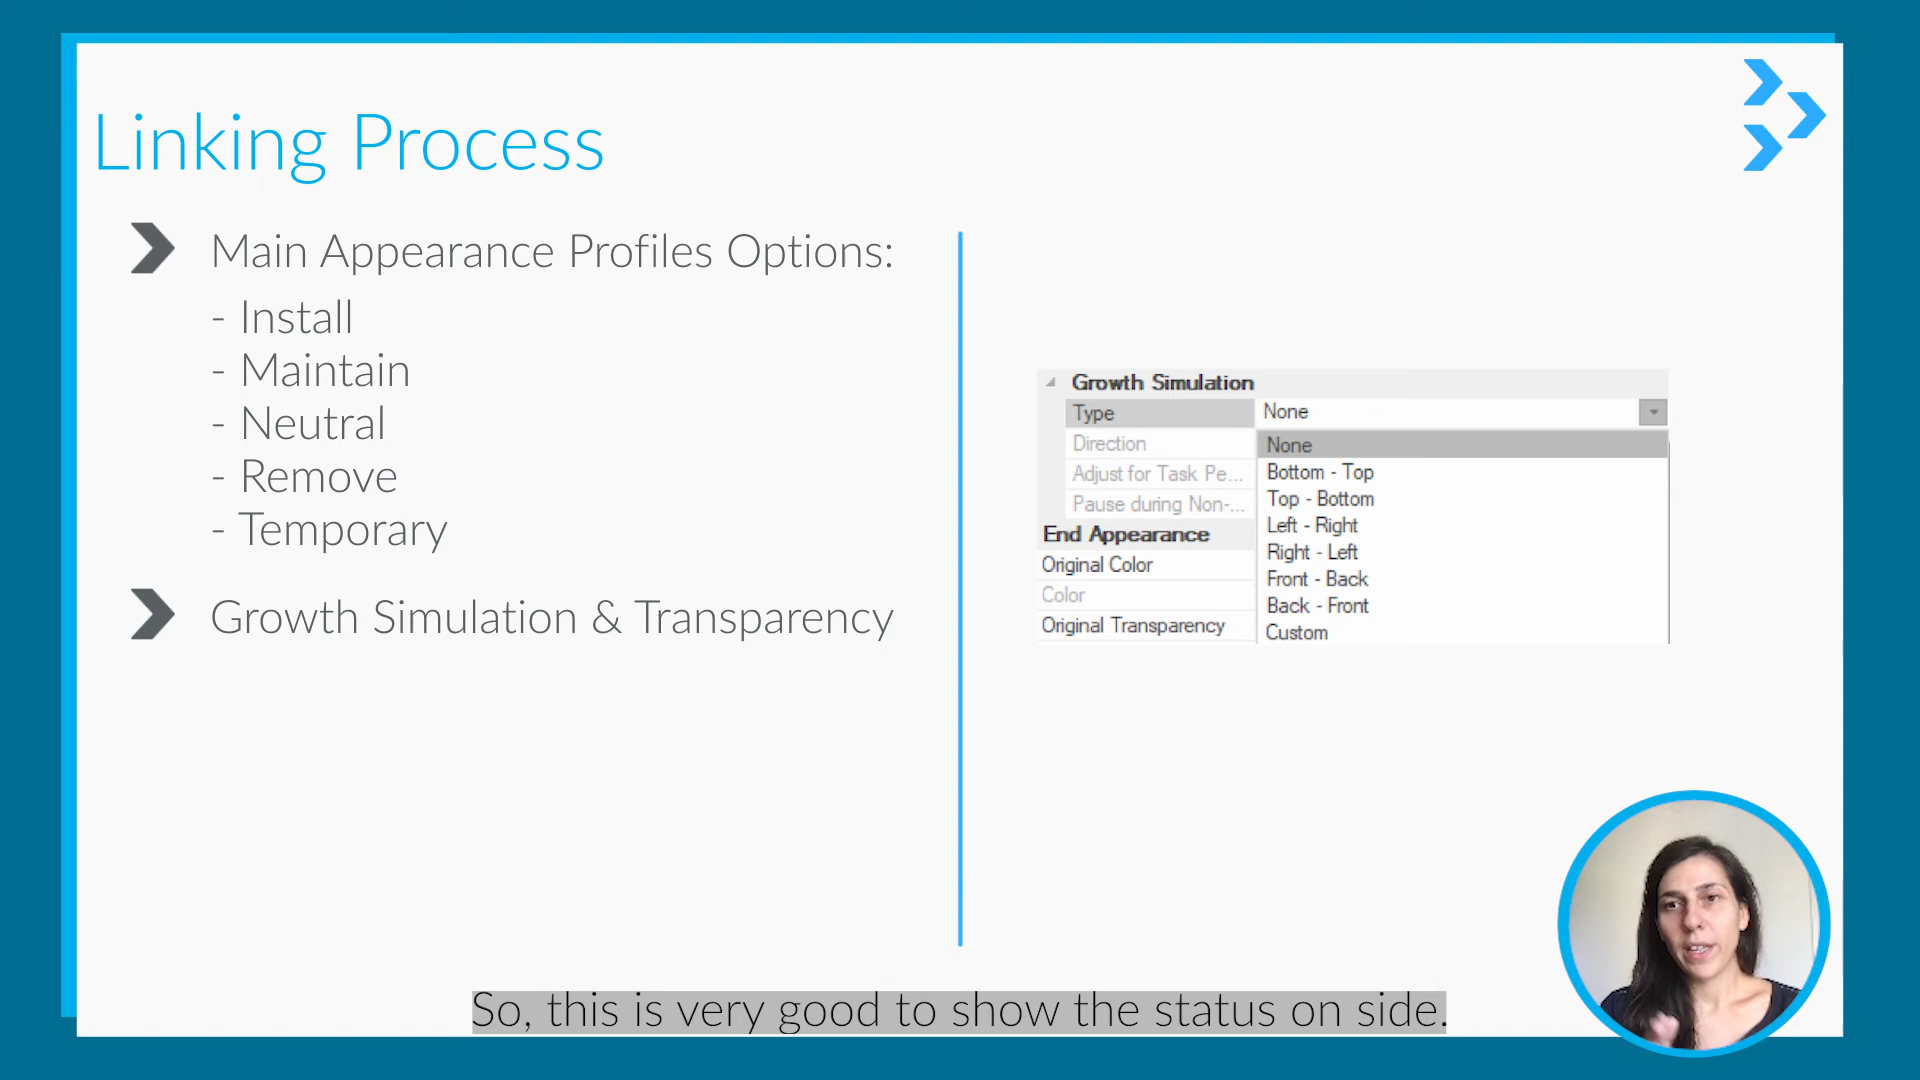 Linking Process
Main Appearance Profiles Options:
- Install
- Maintain
- Neutral
- Remove
- Temporary
Growth Simulation & Transparency
Growth Simulation
Type None
Direction None
Bottom - Top
Adjust for Task Pe...
Top - Bottom
Pause during Non-...
Left - Right
End Appearance
Right - Left
Original Color
Front - Back
Color
Back - Front
Original Transparency
Custom
So, this is very good to show the status on side.